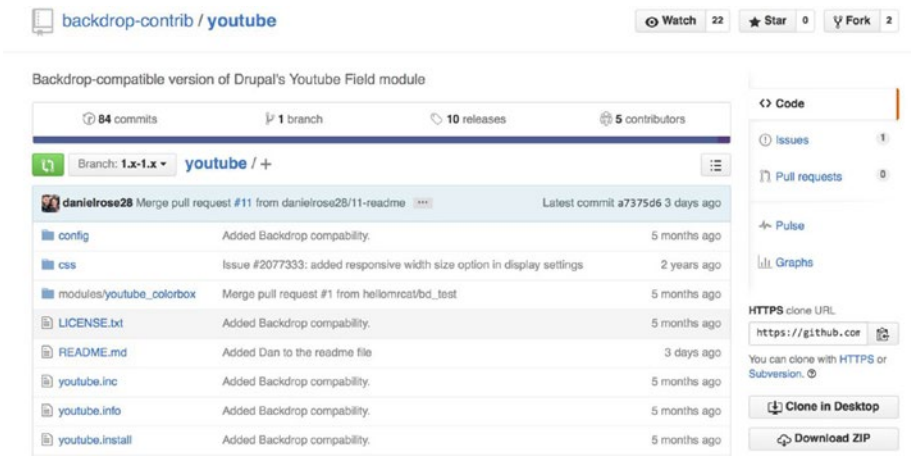 backdrop-contrib / youtube
Watch 22 Star 0 Fork 2
Backdrop-compatible version of Drupal's Youtube Field module
84 commits 1 branch 10 releases 5 contributors
Branch: 1.x-1.x youtube / +
danielrose28 Merge pull request #11 from danielrose28/11-readme ... Latest commit a7375d6 3 days ago
config Added Backdrop compability. 5 months ago
css Issue #2077333: added responsive width size option in display settings 2 years ago
modules/youtube_colorbox Merge pull request #1 from hellomrcat/bd_test 5 months ago
LICENSE.txt Added Backdrop compability. 5 months ago
README.md Added Dan to the readme file 3 days ago
youtube.inc Added Backdrop compability. 5 months ago
youtube.info Added Backdrop compability. 5 months ago
youtube.install Added Backdrop compability. 5 months ago
Code
Issues 1
Pull requests 0
Pulse
Graphs
HTTPS clone URL
https://github.com
You can clone with HTTPS or
Subversion.
Clone in Desktop
Download ZIP